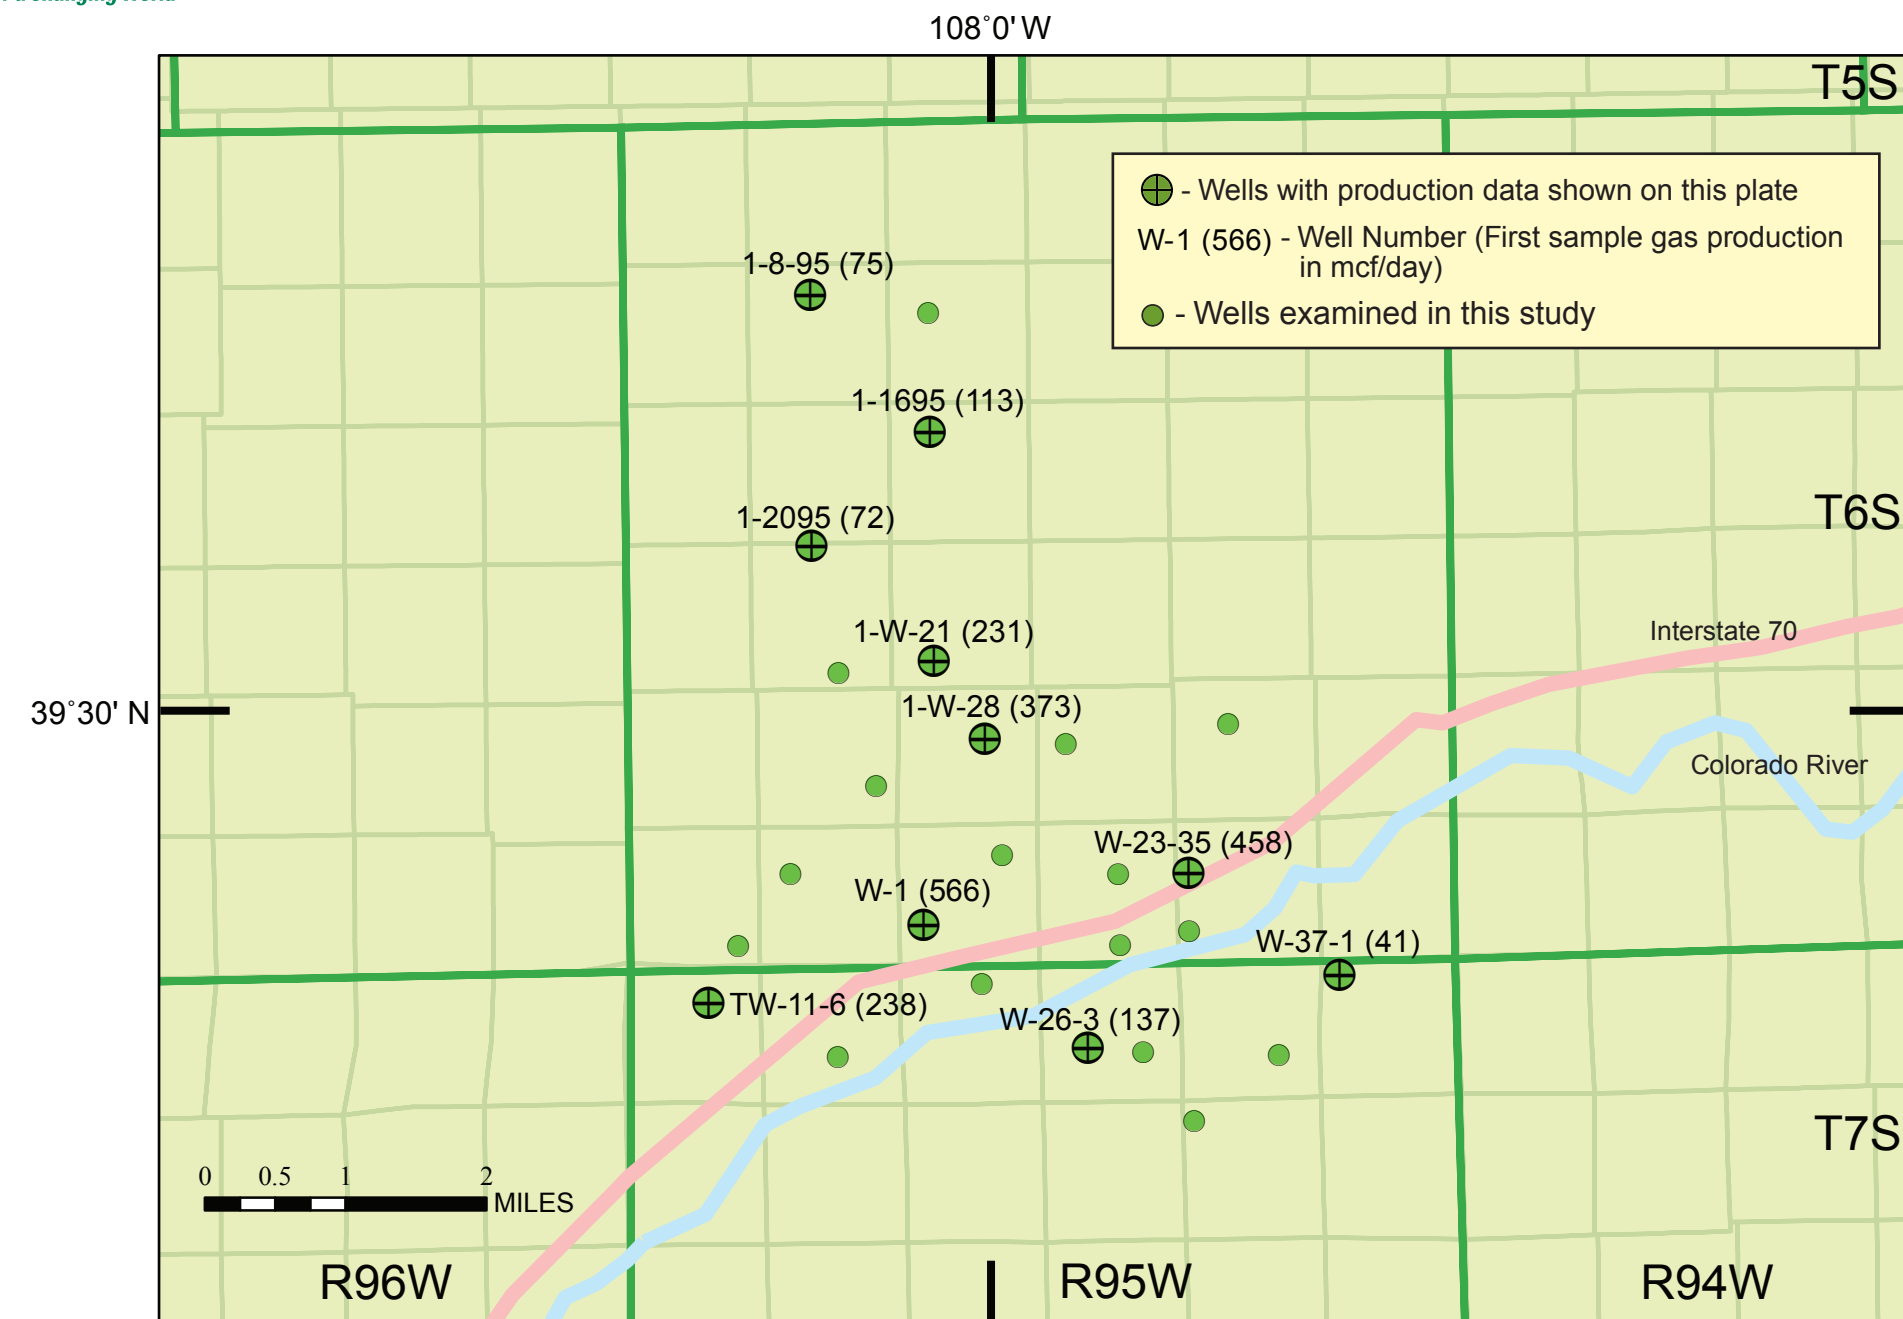 108°0' W
T5S
- Wells with production data shown on this plate
W-1 (566) - Well Number (First sample gas production
in mcf/day)
- Wells examined in this study
1-8-95 (75)
1-1695 (113)
T6S
1-2095 (72)
1-W-21 (231)
Interstate 70
39°30' N
1-W-28 (373)
Colorado River
W-23-35 (458)
W-1 (566)
W-37-1 (41)
TW-11-6 (238)
W-26-3 (137)
T7S
0 0.5 1 2
MILES
R96W
R95W
R94W